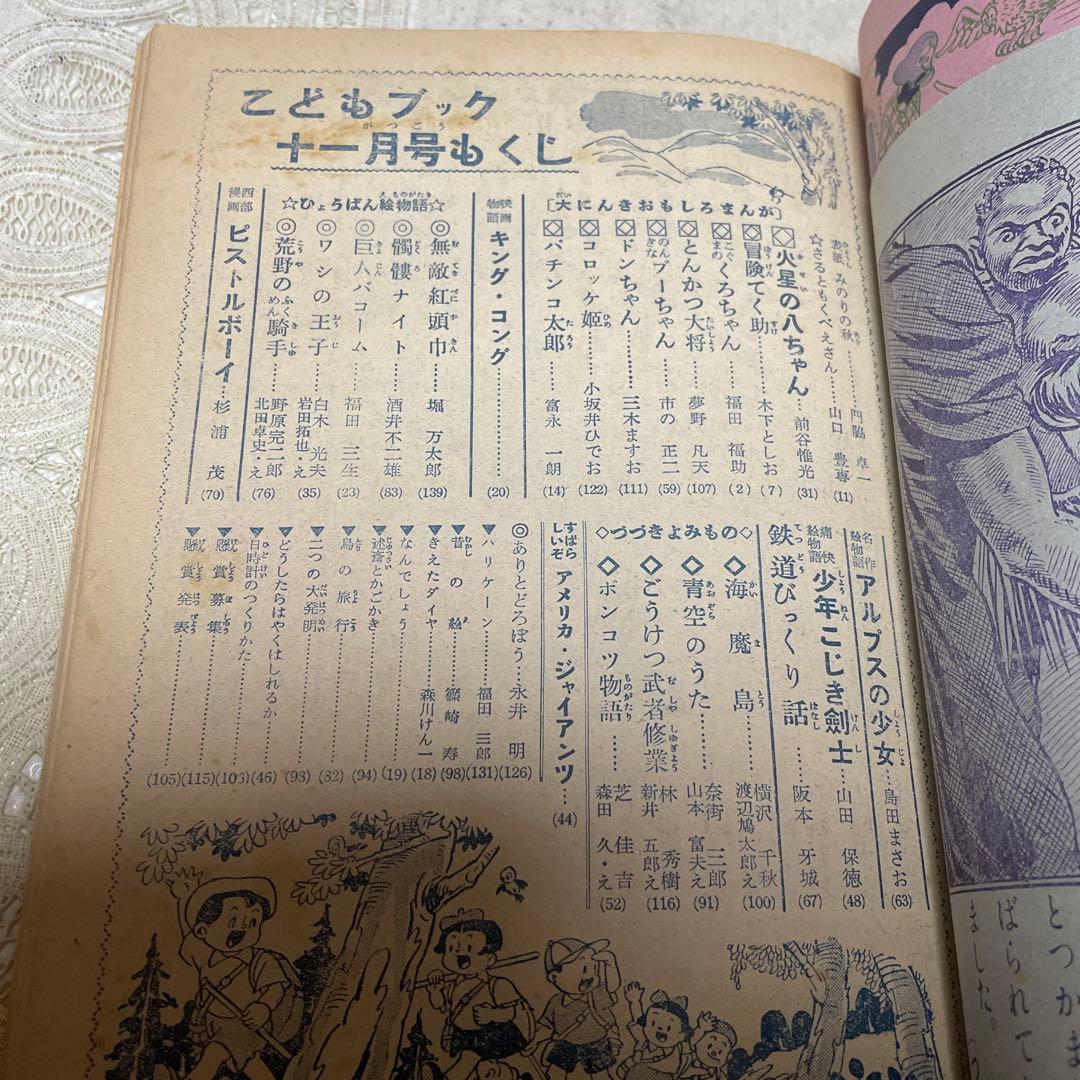 こどもブック
十一月号もくじ
表紙 みのりの秋……門脇 卓一
☆さるともくべえさん……山口 豊専 (11)
[大にんきおもしろまんが]
◇火星の八ちゃん……前谷惟光 (31)
◇冒険てく助……木下としお (7)
◇こぐまのくろちゃん……福田 福助 (2)
◇とんかつ大将……夢野 凡天 (107)
◇のんきなブーちゃん……市の 正二 (59)
◇ドンちゃん……三木ますお (111)
◇コロッケ姫……小坂井ひでお (122)
◇パチンコ太郎……富永 一朗 (14)
映画物語 キング・コング…… (20)
☆ひょうばん絵物語☆
◎無敵紅頭巾……堀 万太郎 (139)
◎髑髏ナイト……酒井不二雄 (83)
◎巨人バコーム……福田 三生 (23)
◎ワシの王子……白木 光夫 岩田拓也え (35)
◎荒野のふくめん騎手……野原完二郎 北田卓史え (76)
西部漫画 ピストルボーイ…杉浦 茂 (70)
名作絵物語 アルプスの少女……島田まさお (63)
痛快絵物語 少年こじき剣士…山田 保徳 (48)
鉄道びっくり話……阪本 牙城 (67)
◇つづきよみもの◇
◇海魔島……横沢 千秋 渡辺鳩太郎え (100)
◇青空のうた……奈街 三郎 山本 富夫え (91)
◇ごうけつ武者修業……林 秀樹 新井 五郎え (116)
◇ポンコツ物語……芝 佳吉 森田 久え (52)
すばらしいぞ アメリカ・ジャイアンツ… (44)
◎ありとどろぼう……永井 明 (126)
▼ハリケーン……福田 三郎 (131)
▼昔の絵……篠崎 寿 (98)
▼きえたダイヤ……森川けん一 (18)
▼なんでしょう…… (19)
▼述斎とかごかき…… (94)
▼鳥の旅行…… (32)
▼二つの大発明…… (93)
▼どうしたらはやくはしれるか (46)
▼日時計のつくりかた……
▼懸賞募集…… (115)
▼懸賞発表…… (105)
とつかま
ばられて
ました